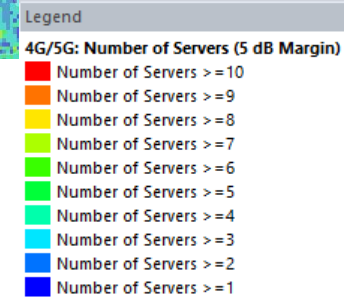 Legend
4G/5G: Number of Servers (5 dB Margin)
Number of Servers >=10
Number of Servers >=9
Number of Servers >=8
Number of Servers >=7
Number of Servers >=6
Number of Servers >=5
Number of Servers >=4
Number of Servers >=3
Number of Servers >=2
Number of Servers >=1